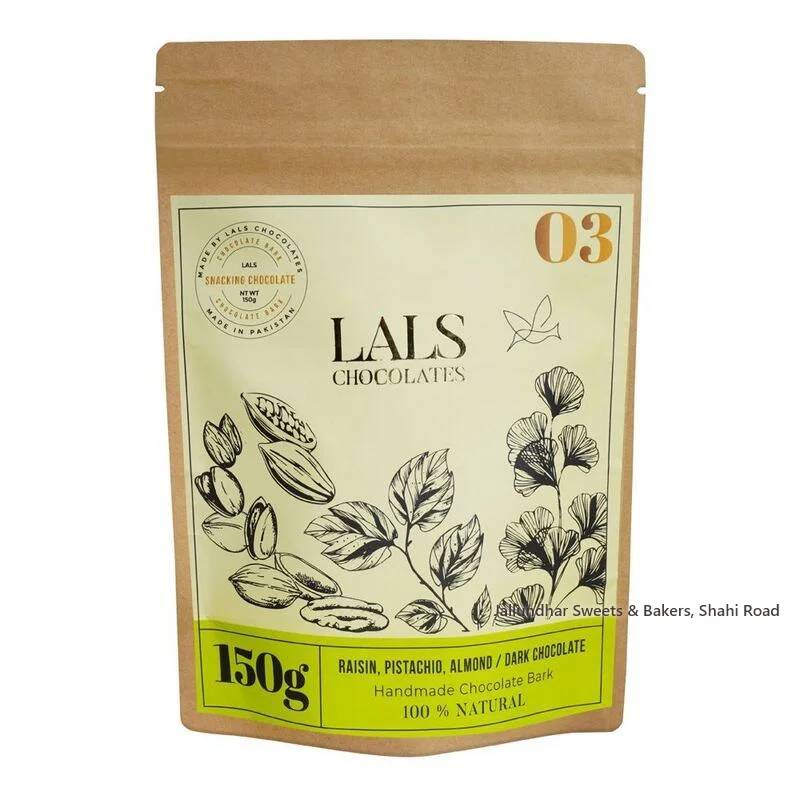 03
MADE BY LALS CHOCOLATES
CHOCOLATE BARK
LALS
SNACKING CHOCOLATE
NT WT
150g
CHOCOLATE BARK
MADE IN PAKISTAN
LALS
CHOCOLATES
Jallundhar Sweets & Bakers, Shahi Road
150g
RAISIN, PISTACHIO, ALMOND / DARK CHOCOLATE
Handmade Chocolate Bark
100 % NATURAL